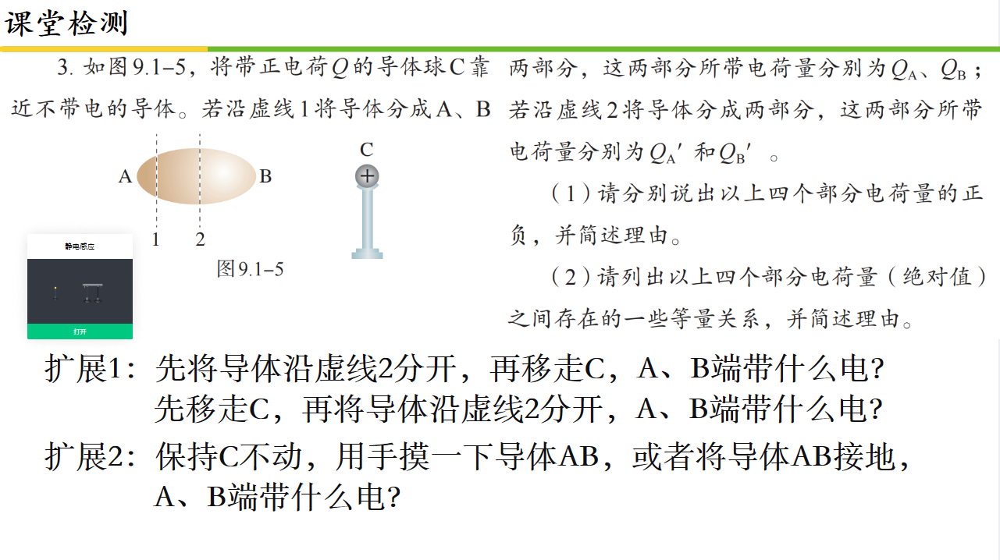 课堂检测
3. 如图9.1-5，将带正电荷Q的导体球C靠
近不带电的导体。若沿虚线1将导体分成A、B
A
B
C
1
2
图9.1-5
静电感应
打开
两部分，这两部分所带电荷量分别为QA、QB；
若沿虚线2将导体分成两部分，这两部分所带
电荷量分别为QA′ 和QB′ 。
（1）请分别说出以上四个部分电荷量的正
负，并简述理由。
（2）请列出以上四个部分电荷量（绝对值）
之间存在的一些等量关系，并简述理由。
扩展1：先将导体沿虚线2分开，再移走C，A、B端带什么电?
先移走C，再将导体沿虚线2分开，A、B端带什么电?
扩展2：保持C不动，用手摸一下导体AB，或者将导体AB接地，
A、B端带什么电?